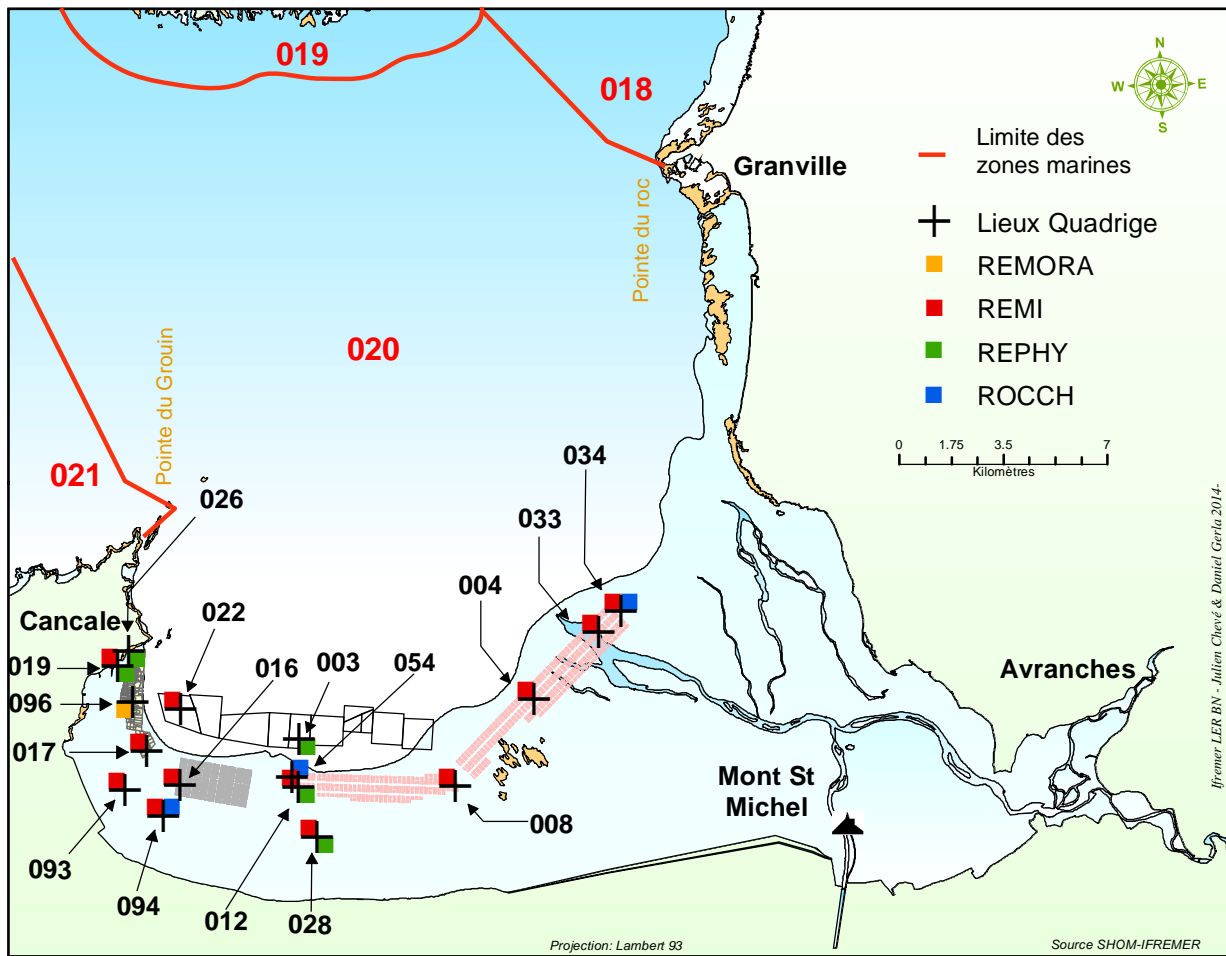 019
018
N
W
E
S
Granville
Pointe du roc
Limite des
zones marines
Lieux Quadrige
REMORA
REMI
REPHY
ROCCH
0 1.75 3.5 7
Kilomètres
020
Pointe du Grouin
021
026
034
033
004
Cancale
022
019
016
003
054
096
017
Avranches
Mont St
Michel
093
094
012
028
008
Ifremer LER BN - Julien Chevé & Daniel Gerla 2014-
Projection: Lambert 93
Source SHOM-IFREMER